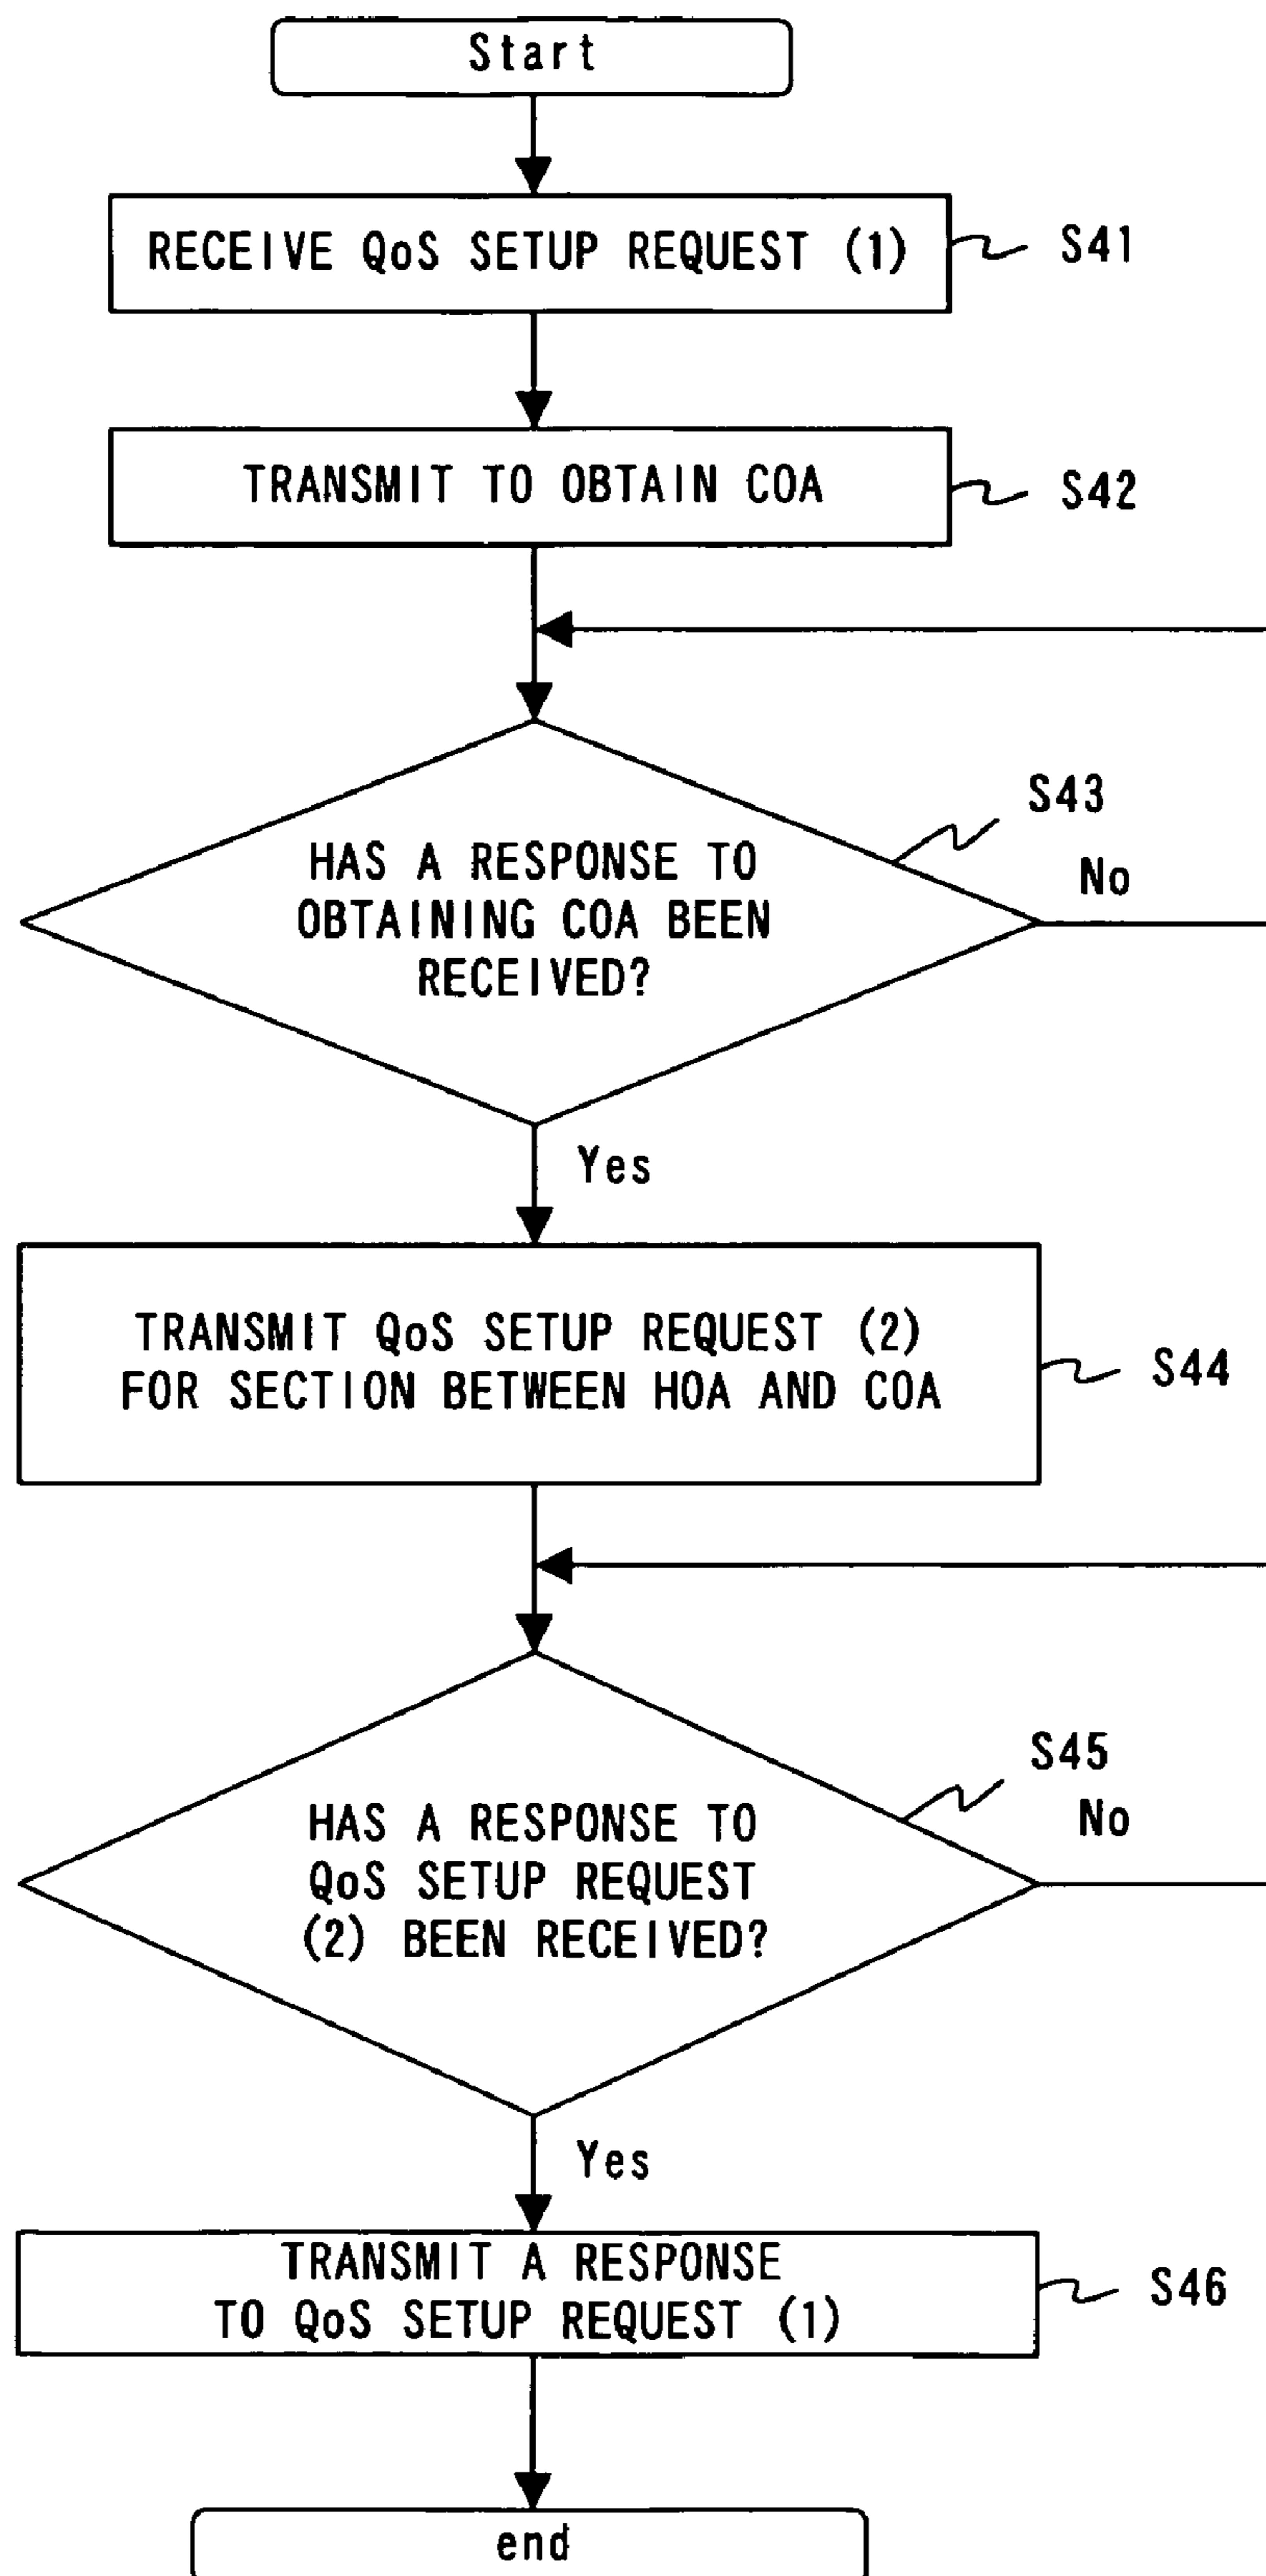 Start
RECEIVE QoS SETUP REQUEST (1)
S41
TRANSMIT TO OBTAIN COA
S42
S43
HAS A RESPONSE TO
OBTAINING COA BEEN
RECEIVED?
No
Yes
TRANSMIT QoS SETUP REQUEST (2)
FOR SECTION BETWEEN HOA AND COA
S44
S45
HAS A RESPONSE TO
QoS SETUP REQUEST
(2) BEEN RECEIVED?
No
Yes
TRANSMIT A RESPONSE
TO QoS SETUP REQUEST (1)
S46
end